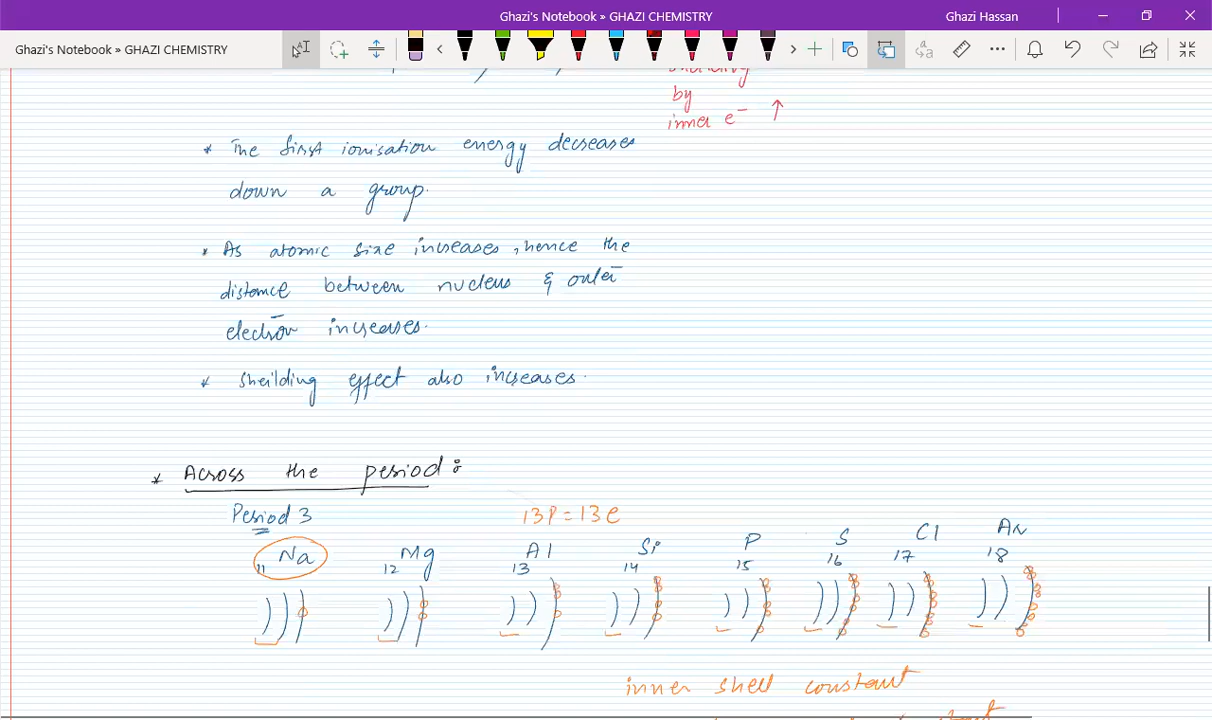 Ghazi's Notebook » GHAZI CHEMISTRY
Ghazi Hassan
Ghazi's Notebook » GHAZI CHEMISTRY
by
inner e⁻ ↑
* The first ionisation energy decreases
down a group.
* As atomic size increases, hence the
distance between nucleus & outer
electron increases.
* Sheilding effect also increases.
* Across the period:
Period 3
13P = 13e
11 Na 12 Mg 13 Al 14 Si 15 P 16 S 17 Cl 18 Ar
inner shell constant